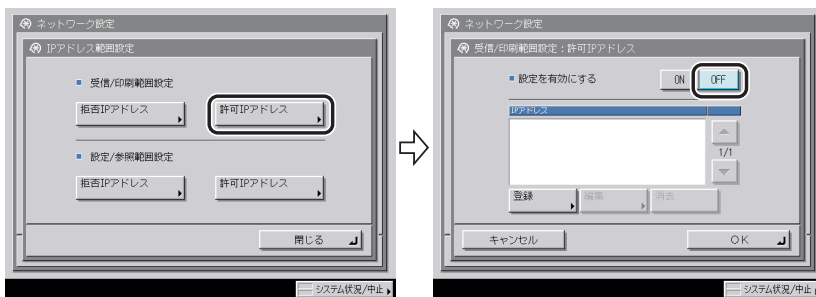 ネットワーク設定
IPアドレス範囲設定
受信/印刷範囲設定
拒否IPアドレス
許可IPアドレス
設定/参照範囲設定
拒否IPアドレス
許可IPアドレス
閉じる
システム状況/中止
ネットワーク設定
受信/印刷範囲設定：許可IPアドレス
設定を有効にする
ON
OFF
IPアドレス
1/1
登録
編集
消去
キャンセル
OK
システム状況/中止